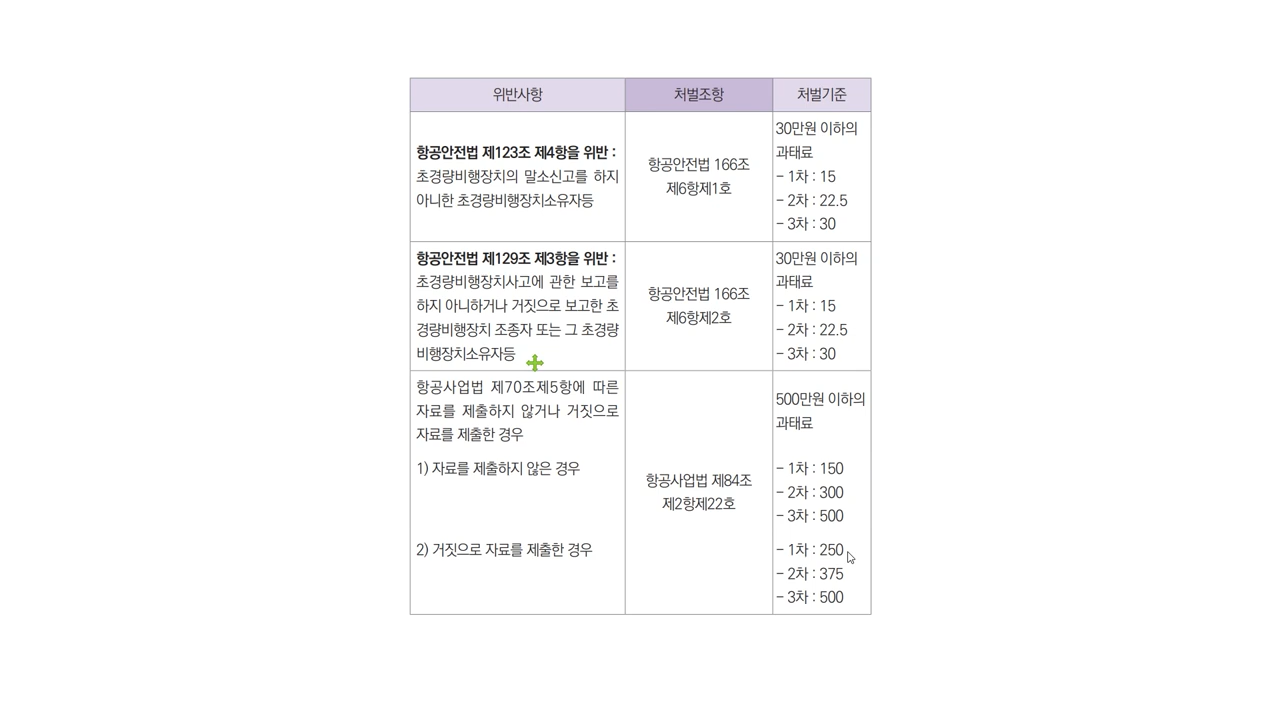 위반사항
처벌조항
처벌기준
항공안전법 제123조 제4항을 위반 :
초경량비행장치의 말소신고를 하지
아니한 초경량비행장치소유자등
항공안전법 166조
제6항제1호
30만원 이하의
과태료
- 1차 : 15
- 2차 : 22.5
- 3차 : 30
항공안전법 제129조 제3항을 위반 :
초경량비행장치사고에 관한 보고를
하지 아니하거나 거짓으로 보고한 초
경량비행장치 조종자 또는 그 초경량
비행장치소유자등
항공안전법 166조
제6항제2호
30만원 이하의
과태료
- 1차 : 15
- 2차 : 22.5
- 3차 : 30
항공사업법 제70조제5항에 따른
자료를 제출하지 않거나 거짓으로
자료를 제출한 경우
1) 자료를 제출하지 않은 경우
2) 거짓으로 자료를 제출한 경우
항공사업법 제84조
제2항제22호
500만원 이하의
과태료
- 1차 : 150
- 2차 : 300
- 3차 : 500
- 1차 : 250
- 2차 : 375
- 3차 : 500